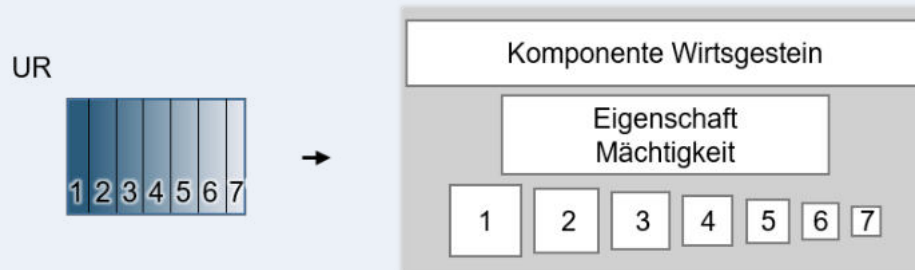 UR
1 2 3 4 5 6 7
Komponente Wirtsgestein
Eigenschaft
Mächtigkeit
1 2 3 4 5 6 7